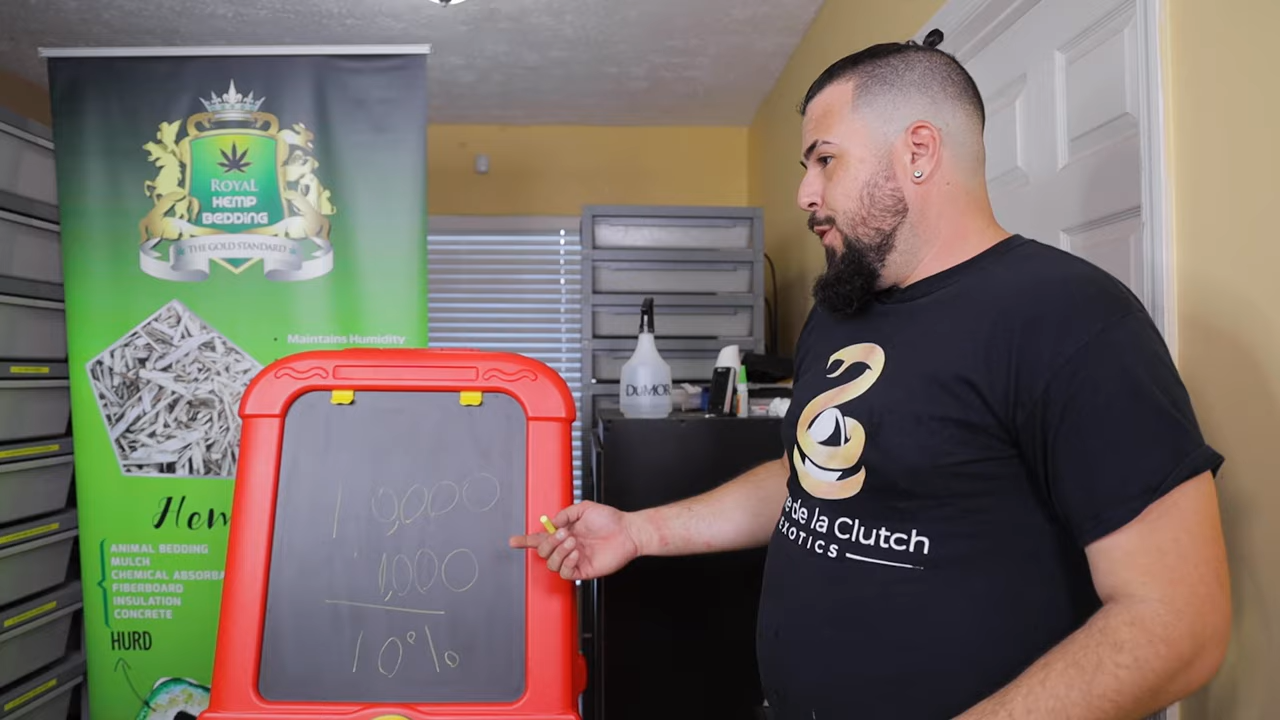 ROYAL
HEMP
BEDDING
THE GOLD STANDARD
• Maintains Humidity
Hem
ANIMAL BEDDING
MULCH
CHEMICAL ABSORBA
FIBERBOARD
INSULATION
CONCRETE
HURD
10,000
1,000
10%
DuMOR
e de la Clutch
EXOTICS